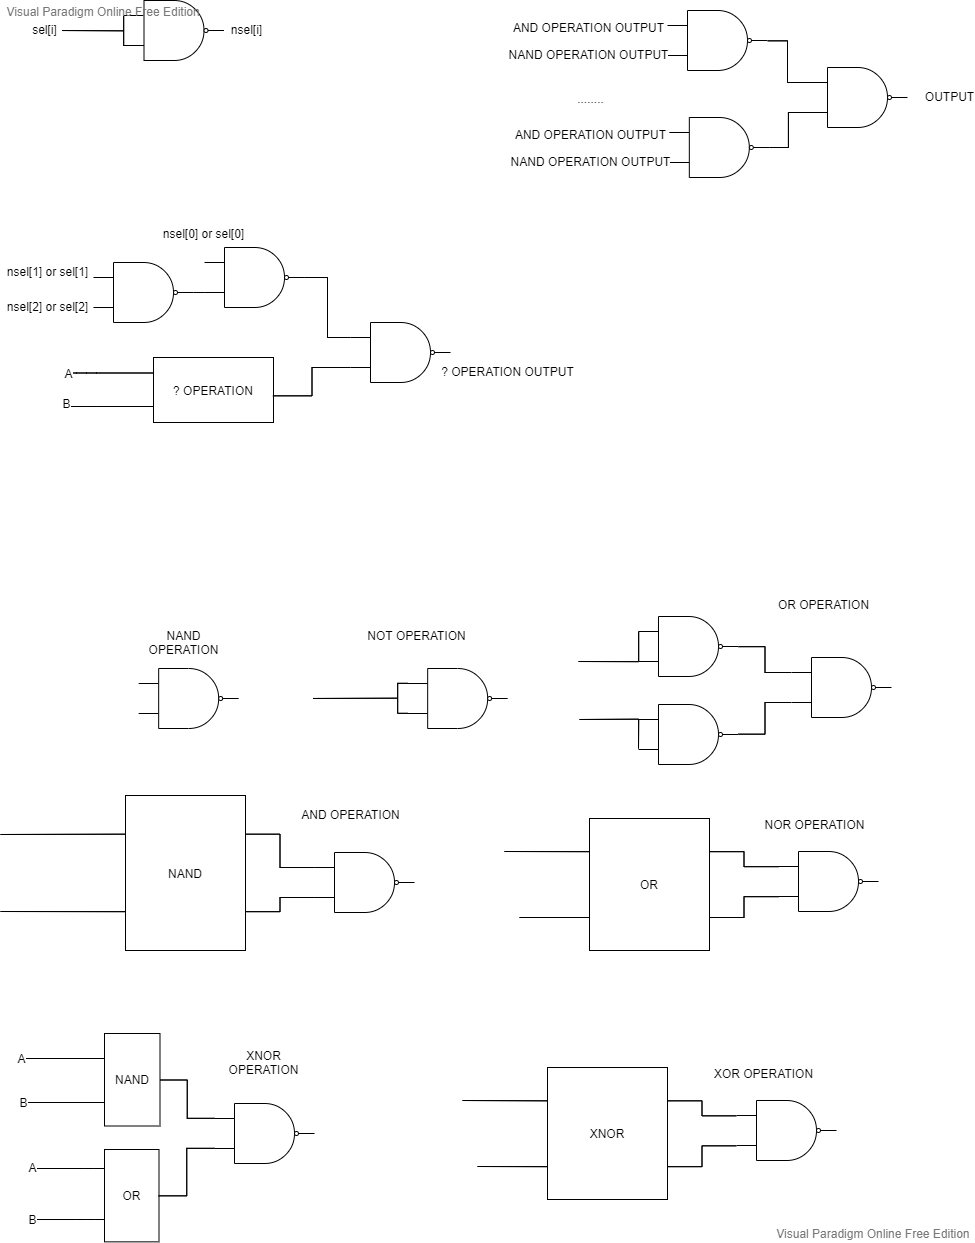 Visual Paradigm Online Free Edition
sel[i]
nsel[i]
AND OPERATION OUTPUT
NAND OPERATION OUTPUT
........
OUTPUT
AND OPERATION OUTPUT
NAND OPERATION OUTPUT
nsel[0] or sel[0]
nsel[1] or sel[1]
nsel[2] or sel[2]
A
B
? OPERATION
? OPERATION OUTPUT
NAND
OPERATION
NOT OPERATION
OR OPERATION
NAND
AND OPERATION
OR
NOR OPERATION
A
B
NAND
A
B
OR
XNOR
OPERATION
XNOR
XOR OPERATION
Visual Paradigm Online Free Edition